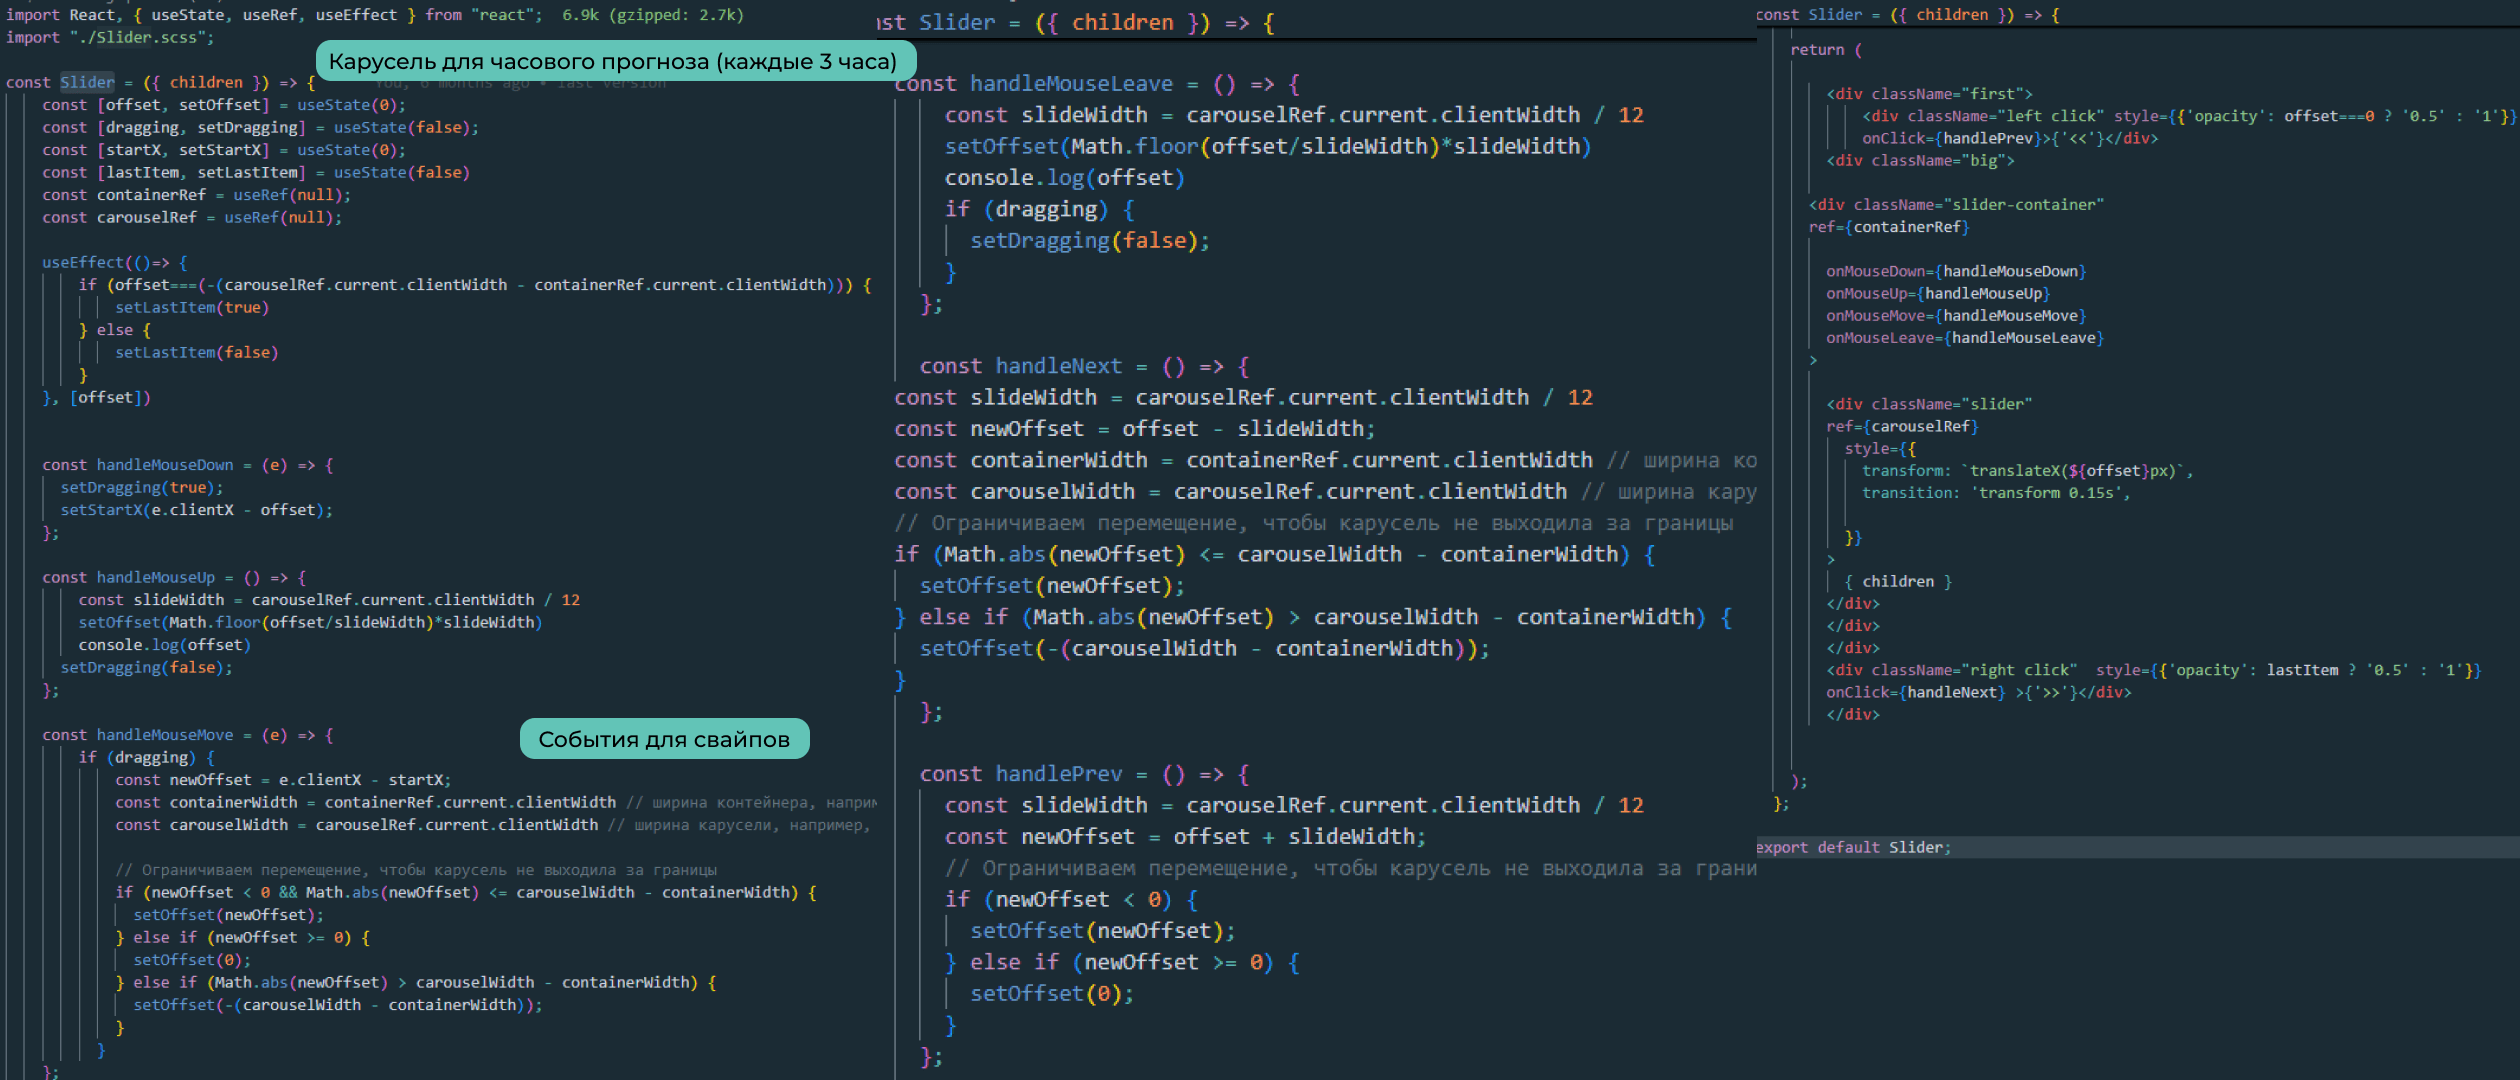 import React, { useState, useRef, useEffect } from "react";  6.9k (gzipped: 2.7k)
import "./Slider.scss";
Карусель для часового прогноза (каждые 3 часа)
const Slider = ({ children }) => {    You, 6 months ago • last version
const [offset, setOffset] = useState(0);
const [dragging, setDragging] = useState(false);
const [startX, setStartX] = useState(0);
const [lastItem, setLastItem] = useState(false)
const containerRef = useRef(null);
const carouselRef = useRef(null);
useEffect(()=> {
if (offset===(-(carouselRef.current.clientWidth - containerRef.current.clientWidth))) {
setLastItem(true)
} else {
setLastItem(false)
}
}, [offset])
const handleMouseDown = (e) => {
setDragging(true);
setStartX(e.clientX - offset);
};
const handleMouseUp = () => {
const slideWidth = carouselRef.current.clientWidth / 12
setOffset(Math.floor(offset/slideWidth)*slideWidth)
console.log(offset)
setDragging(false);
};
События для свайпов
const handleMouseMove = (e) => {
if (dragging) {
const newOffset = e.clientX - startX;
const containerWidth = containerRef.current.clientWidth // ширина контейнера,
const carouselWidth = carouselRef.current.clientWidth // ширина карусели, например,
// Ограничиваем перемещение, чтобы карусель не выходила за границы
if (newOffset < 0 && Math.abs(newOffset) <= carouselWidth - containerWidth) {
setOffset(newOffset);
} else if (newOffset >= 0) {
setOffset(0);
} else if (Math.abs(newOffset) > carouselWidth - containerWidth) {
setOffset(-(carouselWidth - containerWidth));
}
}
};
Slider = ({ children }) => {
const handleMouseLeave = () => {
const slideWidth = carouselRef.current.clientWidth / 12
setOffset(Math.floor(offset/slideWidth)*slideWidth)
console.log(offset)
if (dragging) {
setDragging(false);
}
};
const handleNext = () => {
const slideWidth = carouselRef.current.clientWidth / 12
const newOffset = offset - slideWidth;
const containerWidth = containerRef.current.clientWidth // ширина
const carouselWidth = carouselRef.current.clientWidth // ширина
// Ограничиваем перемещение, чтобы карусель не выходила за границы
if (Math.abs(newOffset) <= carouselWidth - containerWidth) {
setOffset(newOffset);
} else if (Math.abs(newOffset) > carouselWidth - containerWidth) {
setOffset(-(carouselWidth - containerWidth));
}
};
const handlePrev = () => {
const slideWidth = carouselRef.current.clientWidth / 12
const newOffset = offset + slideWidth;
// Ограничиваем перемещение, чтобы карусель не выходила за
if (newOffset < 0) {
setOffset(newOffset);
} else if (newOffset >= 0) {
setOffset(0);
}
};
const Slider = ({ children }) => {
return (
<div className="first">
<div className="left click" style={{'opacity': offset===0 ? '0.5' : '1'}}
onClick={handlePrev}>{'<<'}</div>
<div className="big">
<div className="slider-container"
ref={containerRef}
onMouseDown={handleMouseDown}
onMouseUp={handleMouseUp}
onMouseMove={handleMouseMove}
onMouseLeave={handleMouseLeave}
>
<div className="slider"
ref={carouselRef}
style={{
transform: `translateX(${offset}px)`,
transition: 'transform 0.15s',
}}
>
{ children }
</div>
</div>
</div>
<div className="right click"  style={{'opacity': lastItem ? '0.5' : '1'}}
onClick={handleNext} >{'>>'}</div>
</div>
);
};
export default Slider;